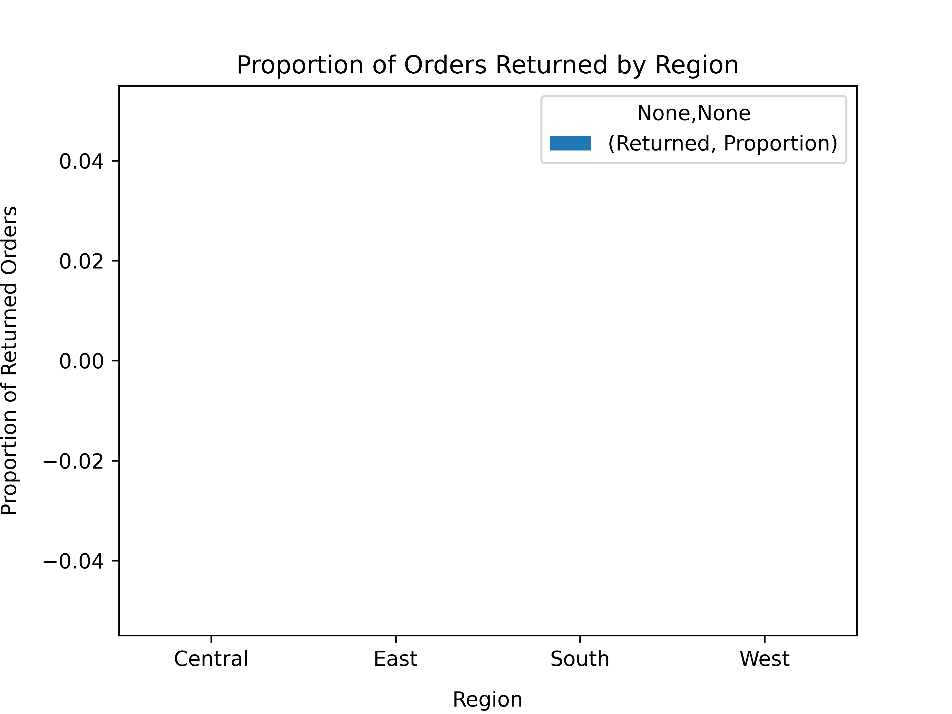 Proportion of Orders Returned by Region
None,None
(Returned, Proportion)
Proportion of Returned Orders
0.04
0.02
0.00
−0.02
−0.04
Central East South West
Region